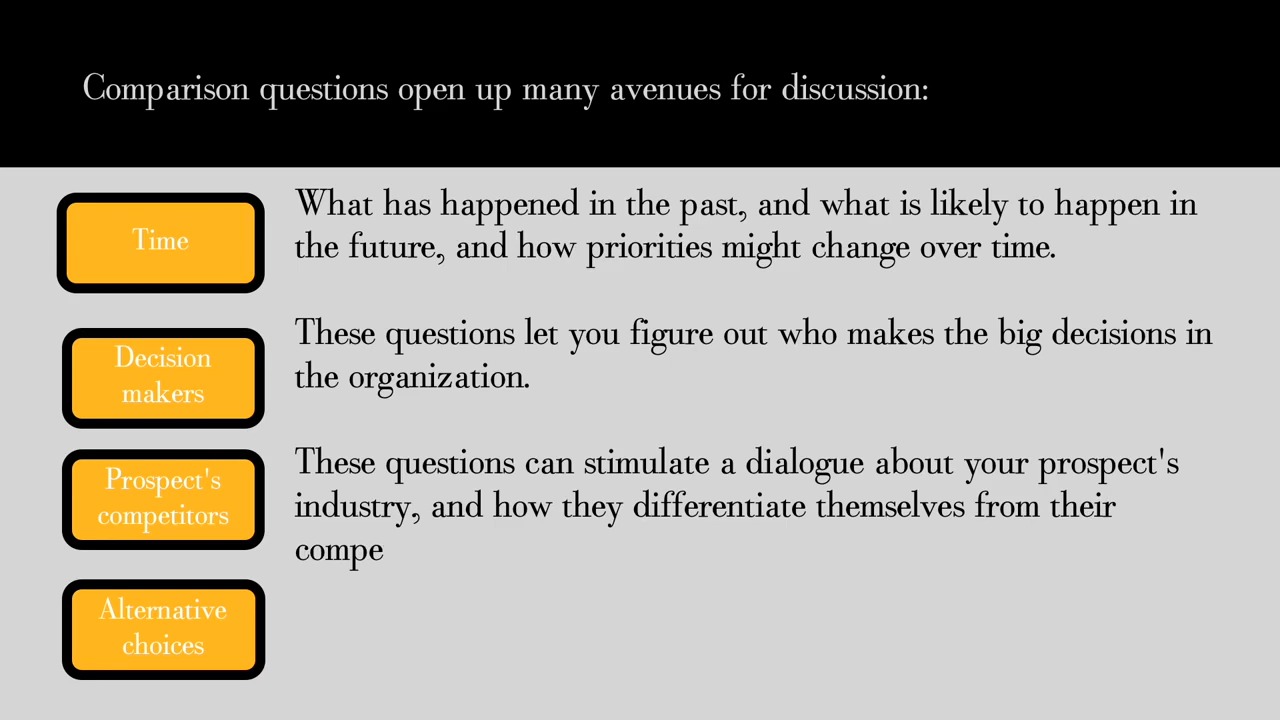 Comparison questions open up many avenues for discussion:
Time
What has happened in the past, and what is likely to happen in
the future, and how priorities might change over time.
Decision
makers
These questions let you figure out who makes the big decisions in
the organization.
Prospect's
competitors
These questions can stimulate a dialogue about your prospect's
industry, and how they differentiate themselves from their
compe
Alternative
choices